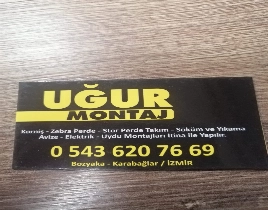 UĞUR
MONTAJ
Korniş - Zebra Perde - Stor Perde Takım - Söküm ve Yıkama
Avize - Elektrik - Uydu Montajları İtina ile Yapılır.
0 543 620 76 69
Bozyaka - Karabağlar / İZMİR